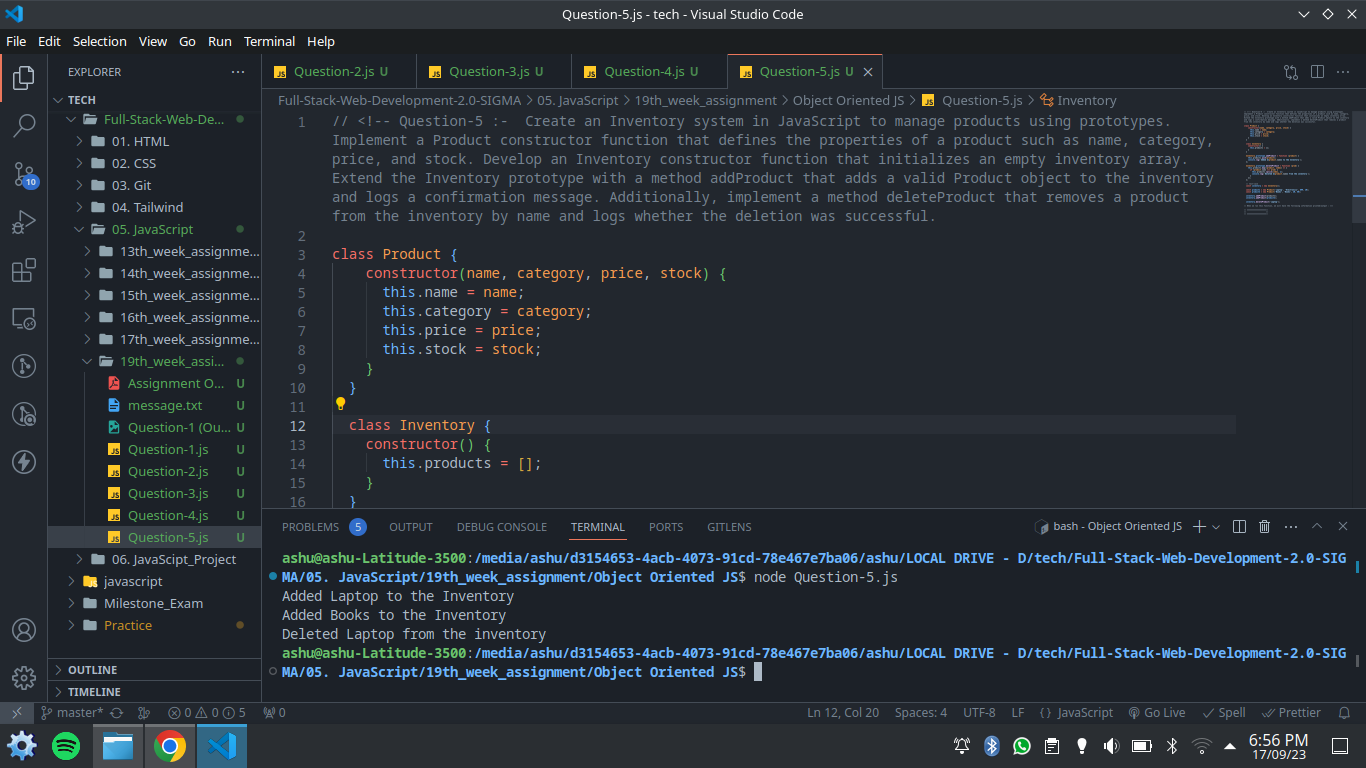 Question-5.js - tech - Visual Studio Code
File Edit Selection View Go Run Terminal Help
EXPLORER ···
Question-2.js U
Question-3.js U
Question-4.js U
Question-5.js U
Full-Stack-Web-Development-2.0-SIGMA > 05. JavaScript > 19th_week_assignment > Object Oriented JS > JS Question-5.js > Inventory
TECH
Full-Stack-Web-De...
01. HTML
02. CSS
03. Git
04. Tailwind
05. JavaScript
13th_week_assignme...
14th_week_assignme...
15th_week_assignme...
16th_week_assignme...
17th_week_assignme...
19th_week_assi...
Assignment O... U
message.txt U
Question-1 (Ou... U
JS Question-1.js U
JS Question-2.js U
JS Question-3.js U
JS Question-4.js U
JS Question-5.js U
06. JavaScipt_Project
javascript
Milestone_Exam
Practice
OUTLINE
TIMELINE
10
1 // <!-- Question-5 :-  Create an Inventory system in JavaScript to manage products using prototypes.
Implement a Product constructor function that defines the properties of a product such as name, category,
price, and stock. Develop an Inventory constructor function that initializes an empty inventory array.
Extend the Inventory prototype with a method addProduct that adds a valid Product object to the inventory
and logs a confirmation message. Additionally, implement a method deleteProduct that removes a product
from the inventory by name and logs whether the deletion was successful.
2
3 class Product {
4 constructor(name, category, price, stock) {
5 this.name = name;
6 this.category = category;
7 this.price = price;
8 this.stock = stock;
9 }
10 }
11
12 class Inventory {
13 constructor() {
14 this.products = [];
15 }
16 }
PROBLEMS 5 OUTPUT DEBUG CONSOLE TERMINAL PORTS GITLENS bash - Object Oriented JS
ashu@ashu-Latitude-3500:/media/ashu/d3154653-4acb-4073-91cd-78e467e7ba06/ashu/LOCAL DRIVE - D/tech/Full-Stack-Web-Development-2.0-SIG
MA/05. JavaScript/19th_week_assignment/Object Oriented JS$ node Question-5.js
Added Laptop to the Inventory
Added Books to the Inventory
Deleted Laptop from the inventory
ashu@ashu-Latitude-3500:/media/ashu/d3154653-4acb-4073-91cd-78e467e7ba06/ashu/LOCAL DRIVE - D/tech/Full-Stack-Web-Development-2.0-SIG
MA/05. JavaScript/19th_week_assignment/Object Oriented JS$
master* 0 0 5 0 Ln 12, Col 20 Spaces: 4 UTF-8 LF {} JavaScript Go Live Spell Prettier
6:56 PM
17/09/23